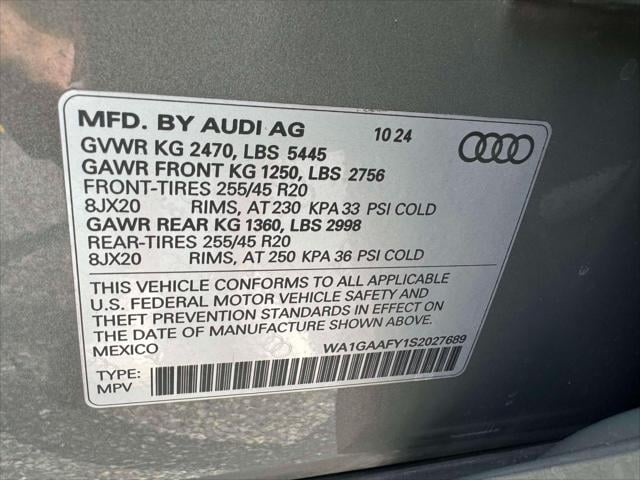 MFD. BY AUDI AG 10 24
GVWR KG 2470, LBS 5445
GAWR FRONT KG 1250, LBS 2756
FRONT-TIRES 255/45 R20
8JX20 RIMS, AT 230 KPA 33 PSI COLD
GAWR REAR KG 1360, LBS 2998
REAR-TIRES 255/45 R20
8JX20 RIMS, AT 250 KPA 36 PSI COLD
THIS VEHICLE CONFORMS TO ALL APPLICABLE
U.S. FEDERAL MOTOR VEHICLE SAFETY AND
THEFT PREVENTION STANDARDS IN EFFECT ON
THE DATE OF MANUFACTURE SHOWN ABOVE.
MEXICO WA1GAAFY1S2027689
TYPE:
MPV